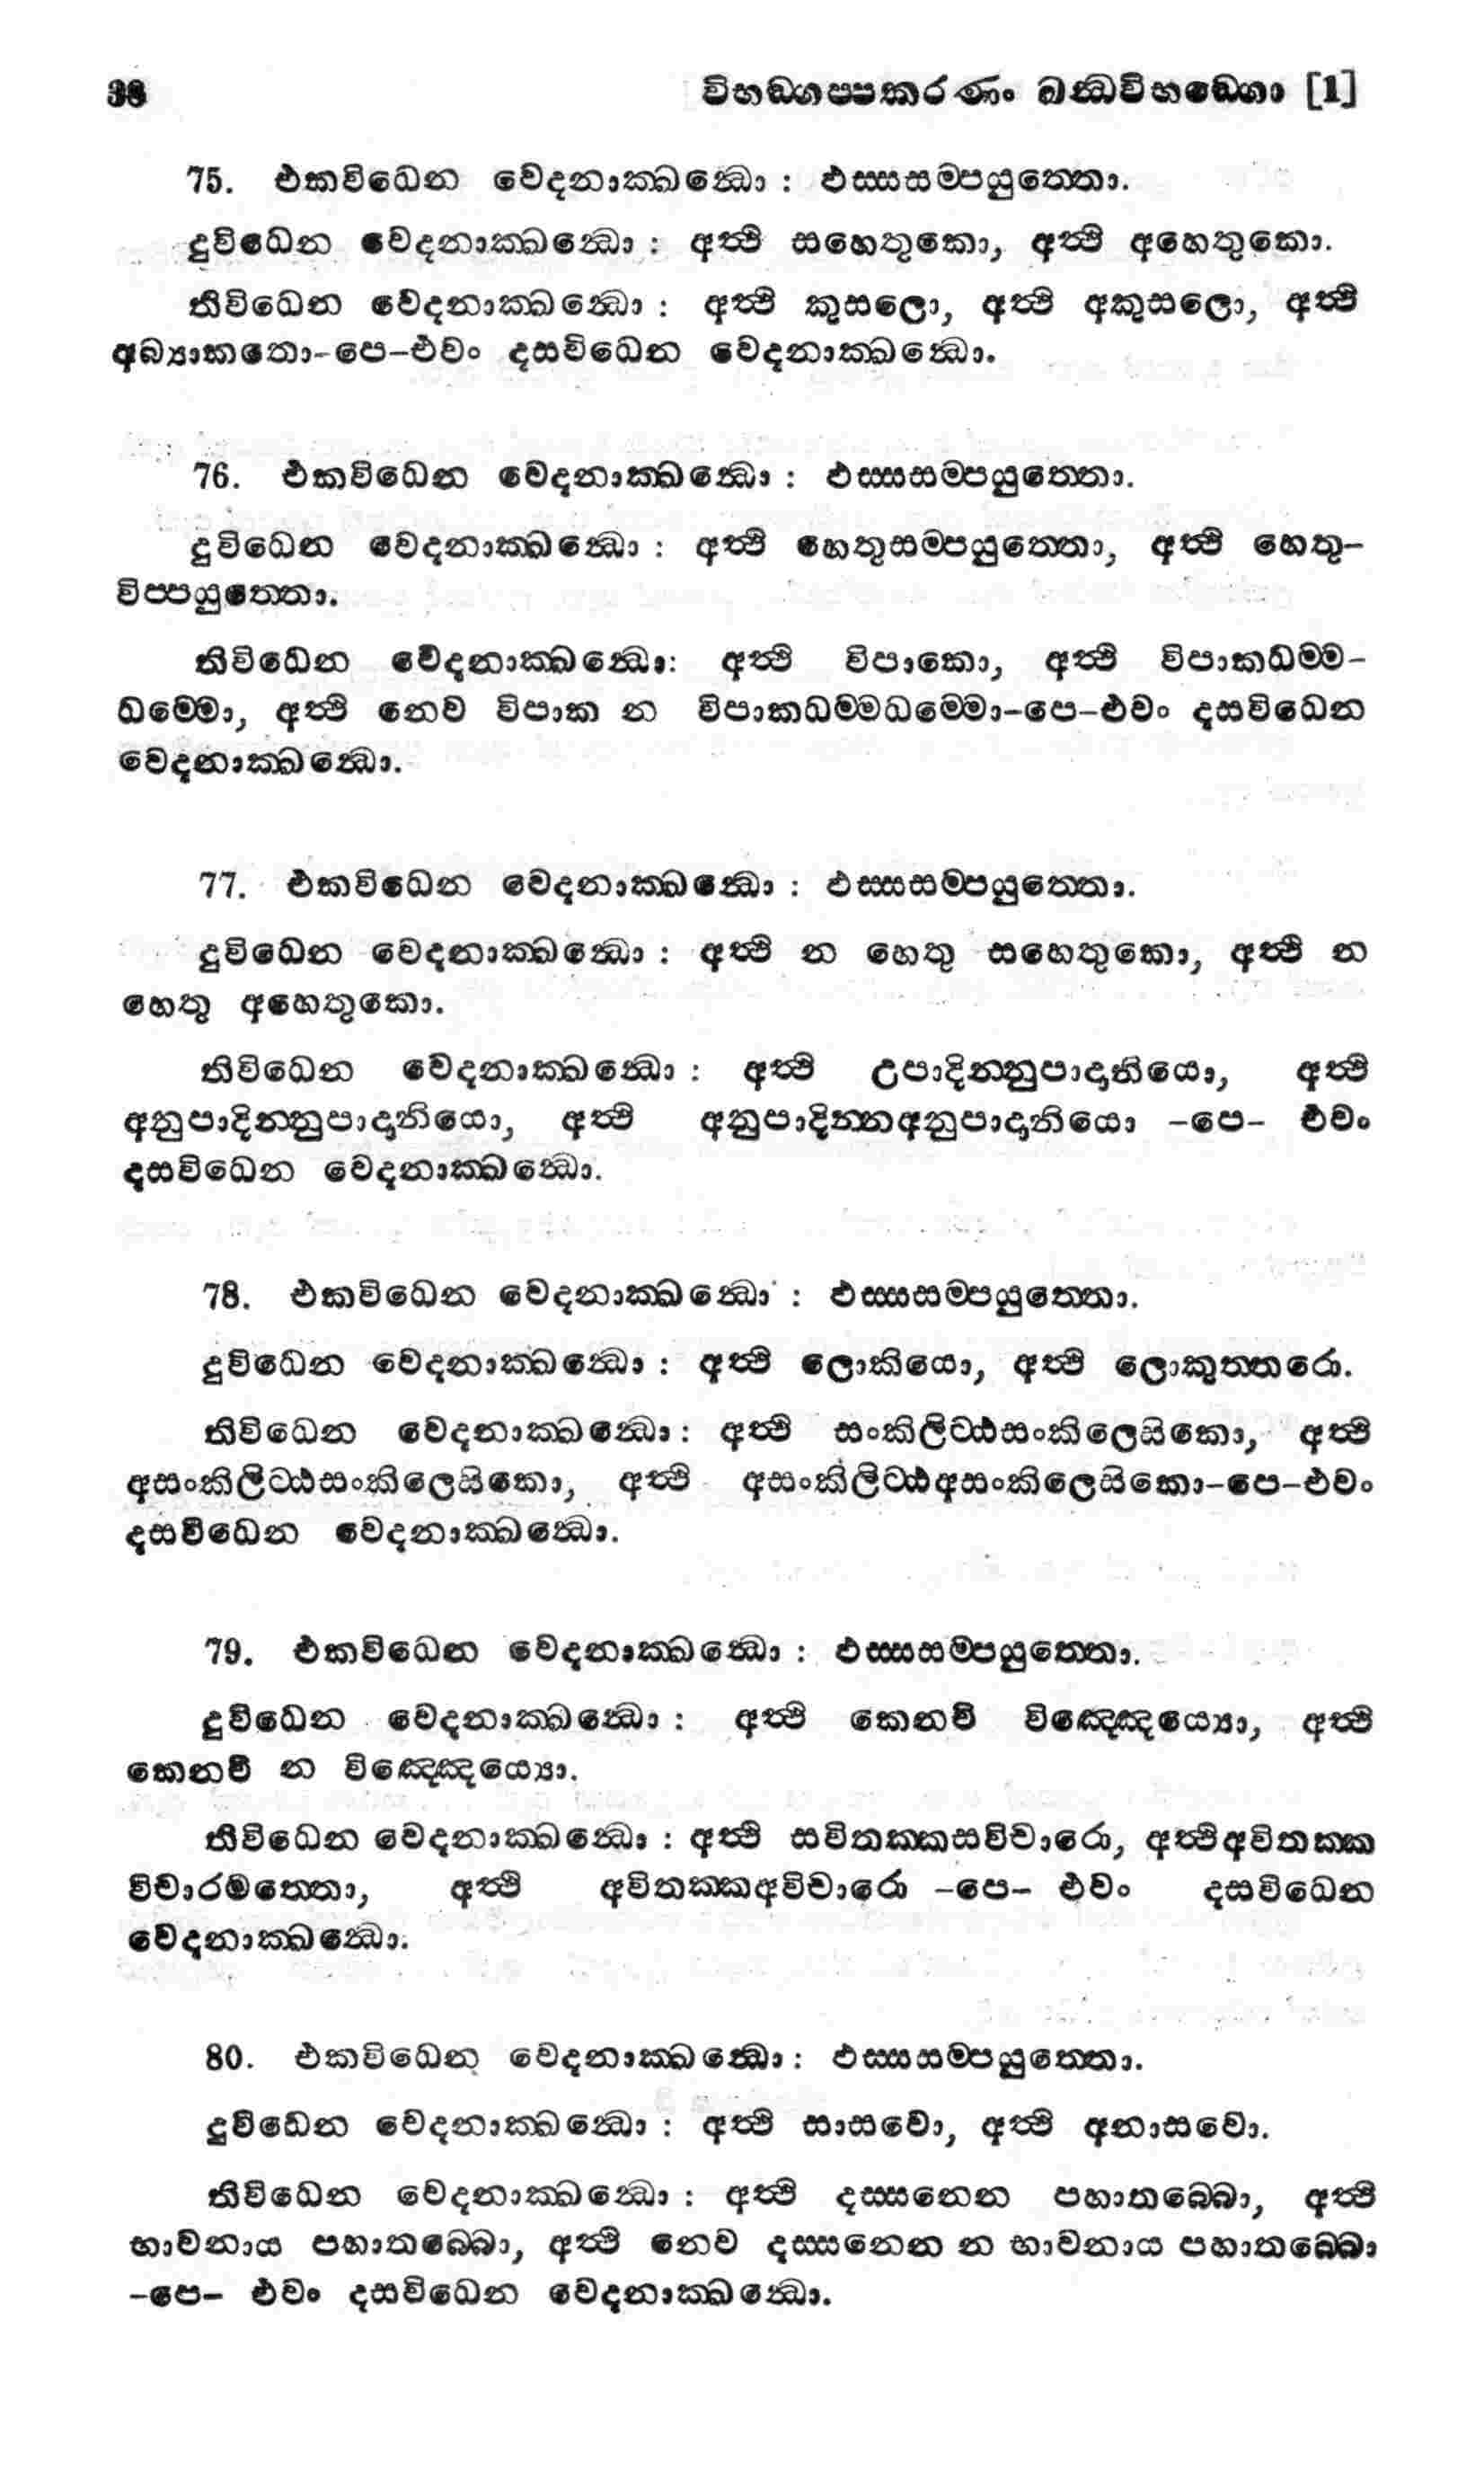 38 විභඞ්ගප්පකරණං ඛන්ධවිභඞ්ගො [1]
75. එකවිධෙන වෙදනාක්ඛන්ධො : ඵස්සසම්පයුත්තො.
දුවිධෙන වෙදනාක්ඛන්ධො : අත්ථි සහෙතුකො, අත්ථි අහෙතුකො.
තිවිධෙන වෙදනාක්ඛන්ධො : අත්ථි කුසලො, අත්ථි අකුසලො, අත්ථි
අබ්‍යාකතො-පෙ-එවං දසවිධෙන වෙදනාක්ඛන්ධො.
76. එකවිධෙන වෙදනාක්ඛන්ධො : ඵස්සසම්පයුත්තො.
දුවිධෙන වෙදනාක්ඛන්ධො : අත්ථි හෙතුසම්පයුත්තො, අත්ථි හෙතු-
විප්පයුත්තො.
තිවිධෙන වෙදනාක්ඛන්ධො: අත්ථි විපාකො, අත්ථි විපාකධම්ම-
ධම්මො, අත්ථි නෙව විපාක න විපාකධම්මධම්මො-පෙ-එවං දසවිධෙන
වෙදනාක්ඛන්ධො.
77. එකවිධෙන වෙදනාක්ඛන්ධො : ඵස්සසම්පයුත්තො.
දුවිධෙන වෙදනාක්ඛන්ධො : අත්ථි න හෙතු සහෙතුකො, අත්ථි න
හෙතු අහෙතුකො.
තිවිධෙන වෙදනාක්ඛන්ධො : අත්ථි උපාදින්නුපාදානියො, අත්ථි
අනුපාදින්නුපාදානියො, අත්ථි අනුපාදින්නඅනුපාදානියො -පෙ- එවං
දසවිධෙන වෙදනාක්ඛන්ධො.
78. එකවිධෙන වෙදනාක්ඛන්ධො : ඵස්සසම්පයුත්තො.
දුවිධෙන වෙදනාක්ඛන්ධො : අත්ථි ලොකියො, අත්ථි ලොකුත්තරො.
තිවිධෙන වෙදනාක්ඛන්ධො : අත්ථි සංකිලිට්ඨසංකිලෙසිකො, අත්ථි
අසංකිලිට්ඨසංකිලෙසිකො, අත්ථි අසංකිලිට්ඨඅසංකිලෙසිකො-පෙ-එවං
දසවිධෙන වෙදනාක්ඛන්ධො.
79. එකවිධෙන වෙදනාක්ඛන්ධො : ඵස්සසම්පයුත්තො.
දුවිධෙන වෙදනාක්ඛන්ධො : අත්ථි කෙනචි විඤ්ඤෙය්‍යො, අත්ථි
කෙනචි න විඤ්ඤෙය්‍යො.
තිවිධෙන වෙදනාක්ඛන්ධො : අත්ථි සවිතක්කසවිචාරො, අත්ථිඅවිතක්ක
විචාරමත්තො, අත්ථි අවිතක්කඅවිචාරො -පෙ- එවං දසවිධෙන
වෙදනාක්ඛන්ධො.
80. එකවිධෙන වෙදනාක්ඛන්ධො : ඵස්සසම්පයුත්තො.
දුවිධෙන වෙදනාක්ඛන්ධො : අත්ථි සාසවො, අත්ථි අනාසවො.
තිවිධෙන වෙදනාක්ඛන්ධො : අත්ථි දස්සනෙන පහාතබ්බො, අත්ථි
භාවනාය පහාතබ්බො, අත්ථි නෙව දස්සනෙන න භාවනාය පහාතබ්බො
-පෙ- එවං දසවිධෙන වෙදනාක්ඛන්ධො.